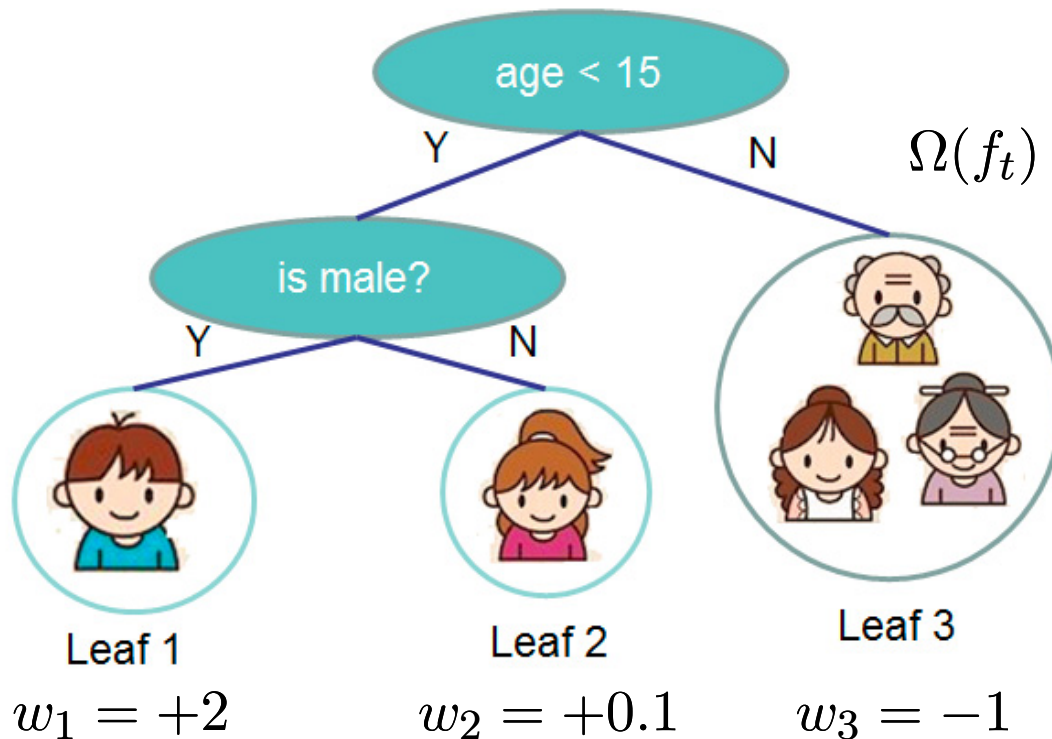 age < 15
Y
N
Ω(f_t)
is male?
Y
N
Leaf 1
Leaf 2
Leaf 3
w_1 = +2
w_2 = +0.1
w_3 = −1